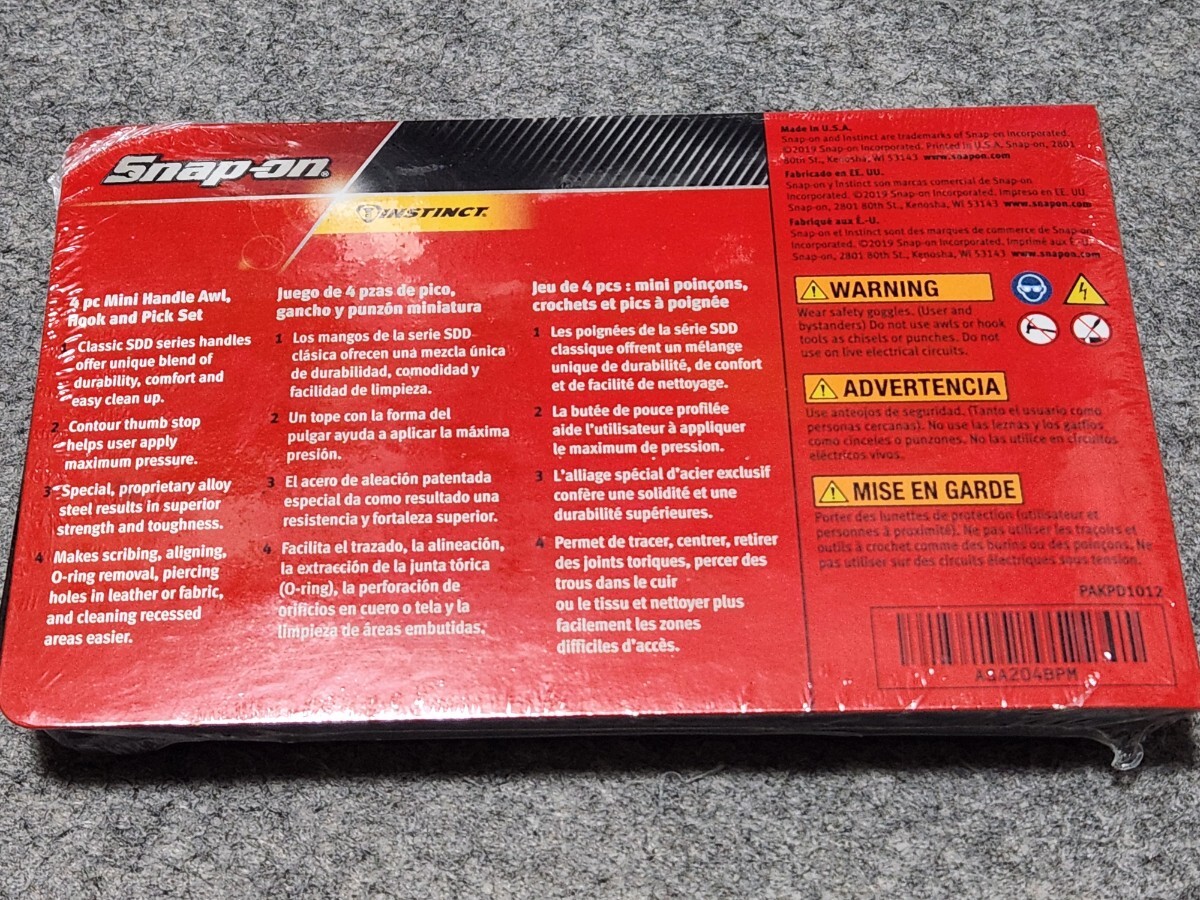 Snap-on®
INSTINCT.
4 pc Mini Handle Awl,
Hook and Pick Set
1 Classic SDD series handles
offer unique blend of
durability, comfort and
easy clean up.
2 Contour thumb stop
helps user apply
maximum pressure.
3 Special, proprietary alloy
steel results in superior
strength and toughness.
4 Makes scribing, aligning,
O-ring removal, piercing
holes in leather or fabric,
and cleaning recessed
areas easier.
Juego de 4 pzas de pico,
gancho y punzón miniatura
1 Los mangos de la serie SDD
clásica ofrecen una mezcla única
de durabilidad, comodidad y
facilidad de limpieza.
2 Un tope con la forma del
pulgar ayuda a aplicar la máxima
presión.
3 El acero de aleación patentada
especial da como resultado una
resistencia y fortaleza superior.
4 Facilita el trazado, la alineación,
la extracción de la junta tórica
(O-ring), la perforación de
orificios en cuero o tela y la
limpieza de áreas embutidas.
Jeu de 4 pcs : mini poinçons,
crochets et pics à poignée
1 Les poignées de la série SDD
classique offrent un mélange
unique de durabilité, de confort
et de facilité de nettoyage.
2 La butée de pouce profilée
aide l'utilisateur à appliquer
le maximum de pression.
3 L'alliage spécial d'acier exclusif
confère une solidité et une
durabilité supérieures.
4 Permet de tracer, centrer, retirer
des joints toriques, percer des
trous dans le cuir
ou le tissu et nettoyer plus
facilement les zones
difficiles d'accès.
Made in U.S.A.
Snap-on and Instinct are trademarks of Snap-on Incorporated.
©2019 Snap-on Incorporated. Printed in U.S.A. Snap-on, 2801
80th St., Kenosha, WI 53143 www.snapon.com
Fabricado en EE. UU.
Snap-on y Instinct son marcas comercial de Snap-on
Incorporated. ©2019 Snap-on Incorporated. Impreso en EE. UU.
Snap-on, 2801 80th St., Kenosha, WI 53143 www.snapon.com
Fabriqué aux É.-U.
Snap-on et Instinct sont des marques de commerce de Snap-on
Incorporated. ©2019 Snap-on Incorporated. Imprimé aux É.-U.
Snap-on, 2801 80th St., Kenosha, WI 53143 www.snapon.com
WARNING
Wear safety goggles. (User and
bystanders) Do not use awls or hook
tools as chisels or punches. Do not
use on live electrical circuits.
ADVERTENCIA
Use anteojos de seguridad. (Tanto el usuario como
personas cercanas). No use las leznas y los garfios
como cinceles o punzones. No las utilice en circuitos
eléctricos vivos.
MISE EN GARDE
Porter des lunettes de protection (utilisateur et
personnes à proximité). Ne pas utiliser les traçoirs et
outils à crochet comme des burins ou des poinçons. Ne
pas utiliser sur des circuits électriques sous tension.
PAKPD1012
ASA204BPM